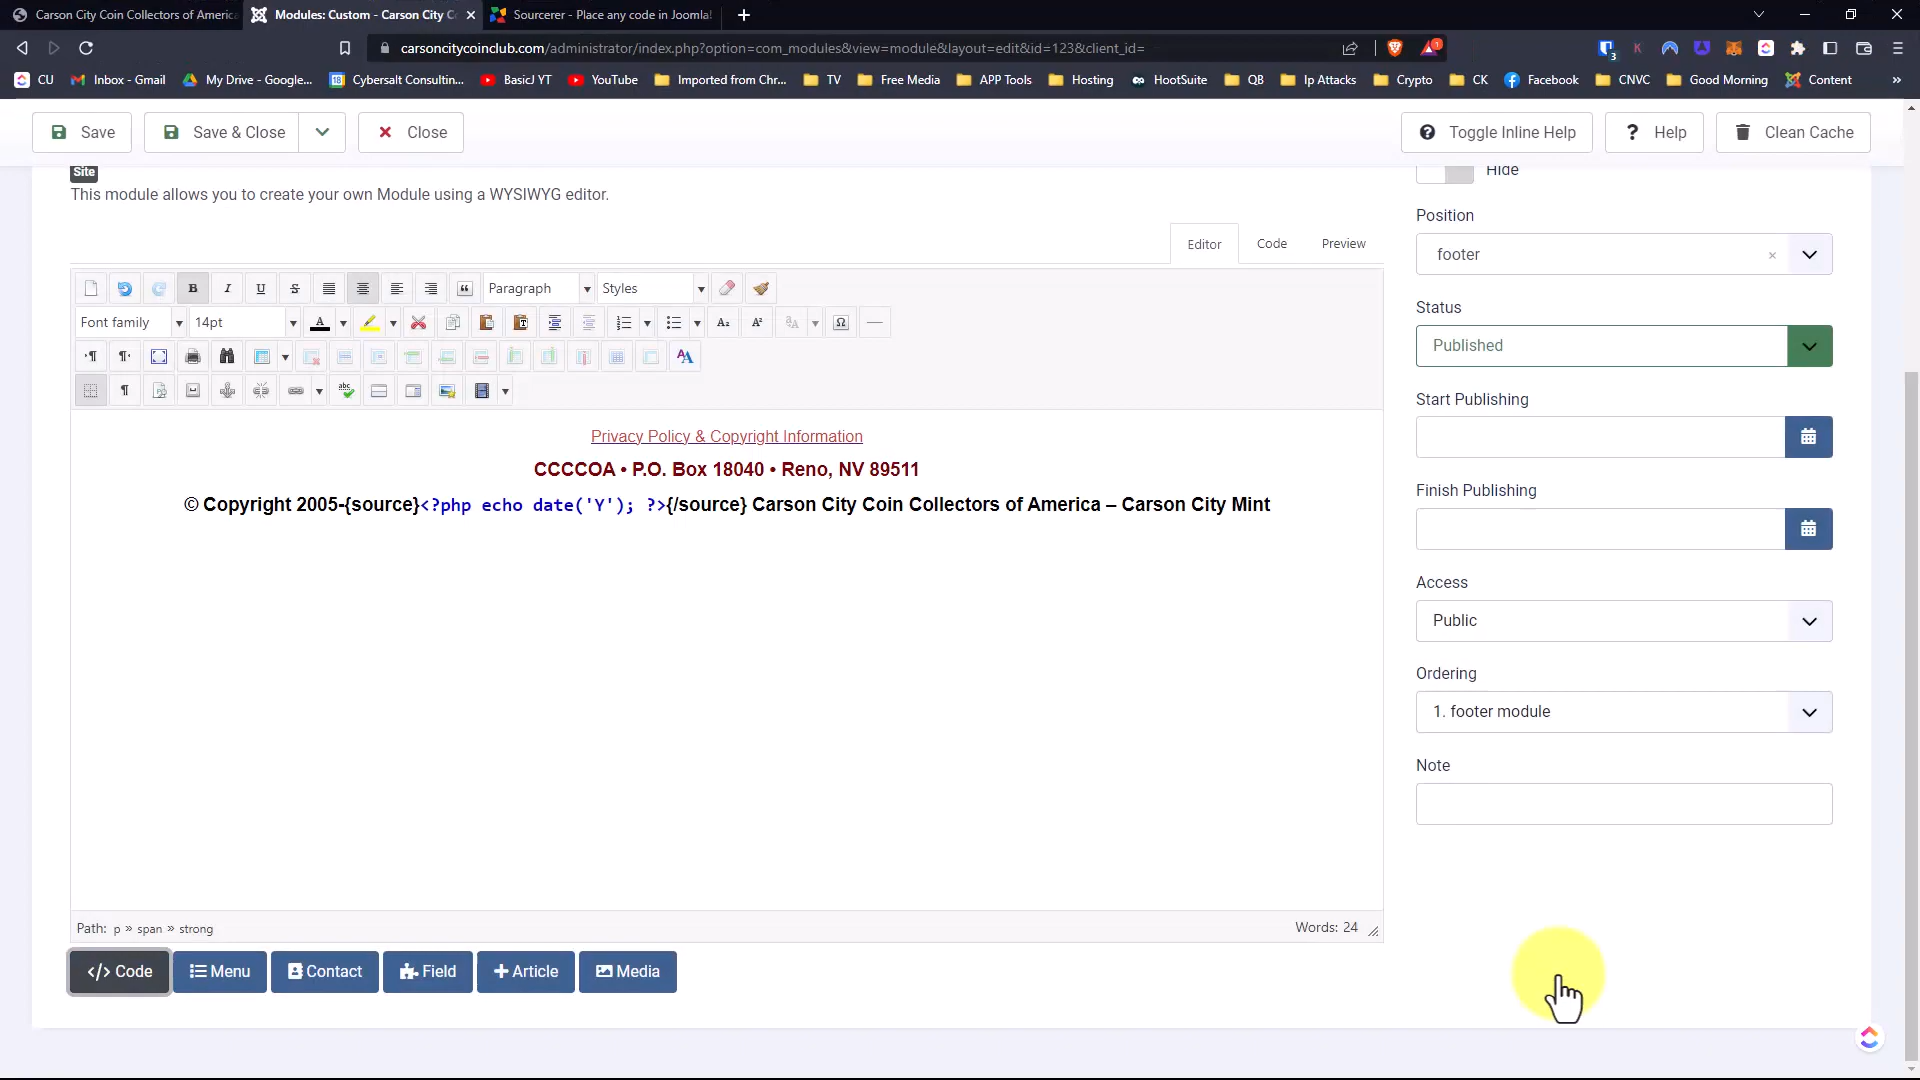 Carson City Coin Collectors of America
Modules: Custom - Carson City Co
Sourcerer - Place any code in Joomla!
carsoncitycoinclub.com/administrator/index.php?option=com_modules&view=module&layout=edit&id=123&client_id=
3
1
CU
Inbox - Gmail
My Drive - Google...
18
Cybersalt Consultin...
BasicJ YT
YouTube
Imported from Chr...
TV
Free Media
APP Tools
Hosting
HootSuite
QB
Ip Attacks
Crypto
CK
Facebook
CNVC
Good Morning
Content
»
Save
Save & Close
Close
Toggle Inline Help
Help
Clean Cache
Site
This module allows you to create your own Module using a WYSIWYG editor.
Editor
Code
Preview
B I U S
Paragraph
Styles
Font family
14pt
Privacy Policy & Copyright Information
CCCCOA • P.O. Box 18040 • Reno, NV 89511
© Copyright 2005-{source}<?php echo date('Y'); ?>{/source} Carson City Coin Collectors of America – Carson City Mint
Path: p » span » strong
Words: 24
</> Code
Menu
Contact
Field
Article
Media
Hide
Position
footer
Status
Published
Start Publishing
Finish Publishing
Access
Public
Ordering
1. footer module
Note